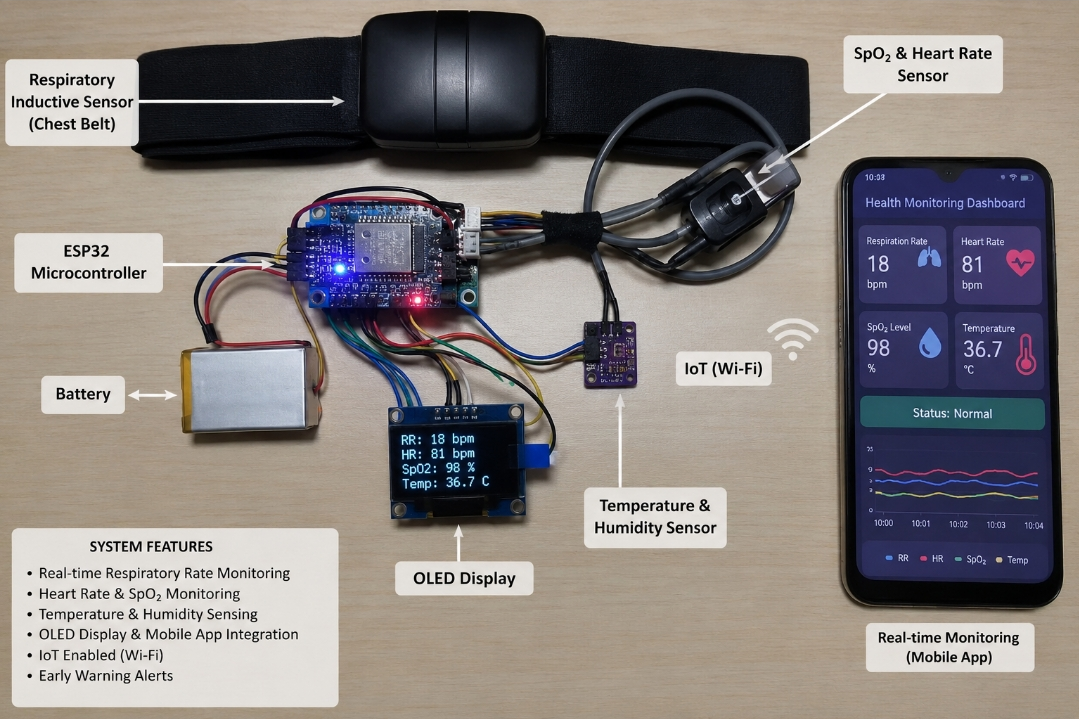 Respiratory
Inductive Sensor
(Chest Belt)
SpO₂ & Heart Rate
Sensor
ESP32
Microcontroller
Battery
RR: 18 bpm
HR: 81 bpm
SpO2: 98 %
Temp: 36.7 C
OLED Display
Temperature &
Humidity Sensor
IoT (Wi-Fi)
10:08
Health Monitoring Dashboard
Respiration Rate
18
bpm
Heart Rate
81
bpm
SpO₂ Level
98
%
Temperature
36.7
°C
Status: Normal
0
10:00 10:01 10:02 10:03 10:04
RR HR SpO₂ Temp
Real-time Monitoring
(Mobile App)
SYSTEM FEATURES
• Real-time Respiratory Rate Monitoring
• Heart Rate & SpO₂ Monitoring
• Temperature & Humidity Sensing
• OLED Display & Mobile App Integration
• IoT Enabled (Wi-Fi)
• Early Warning Alerts